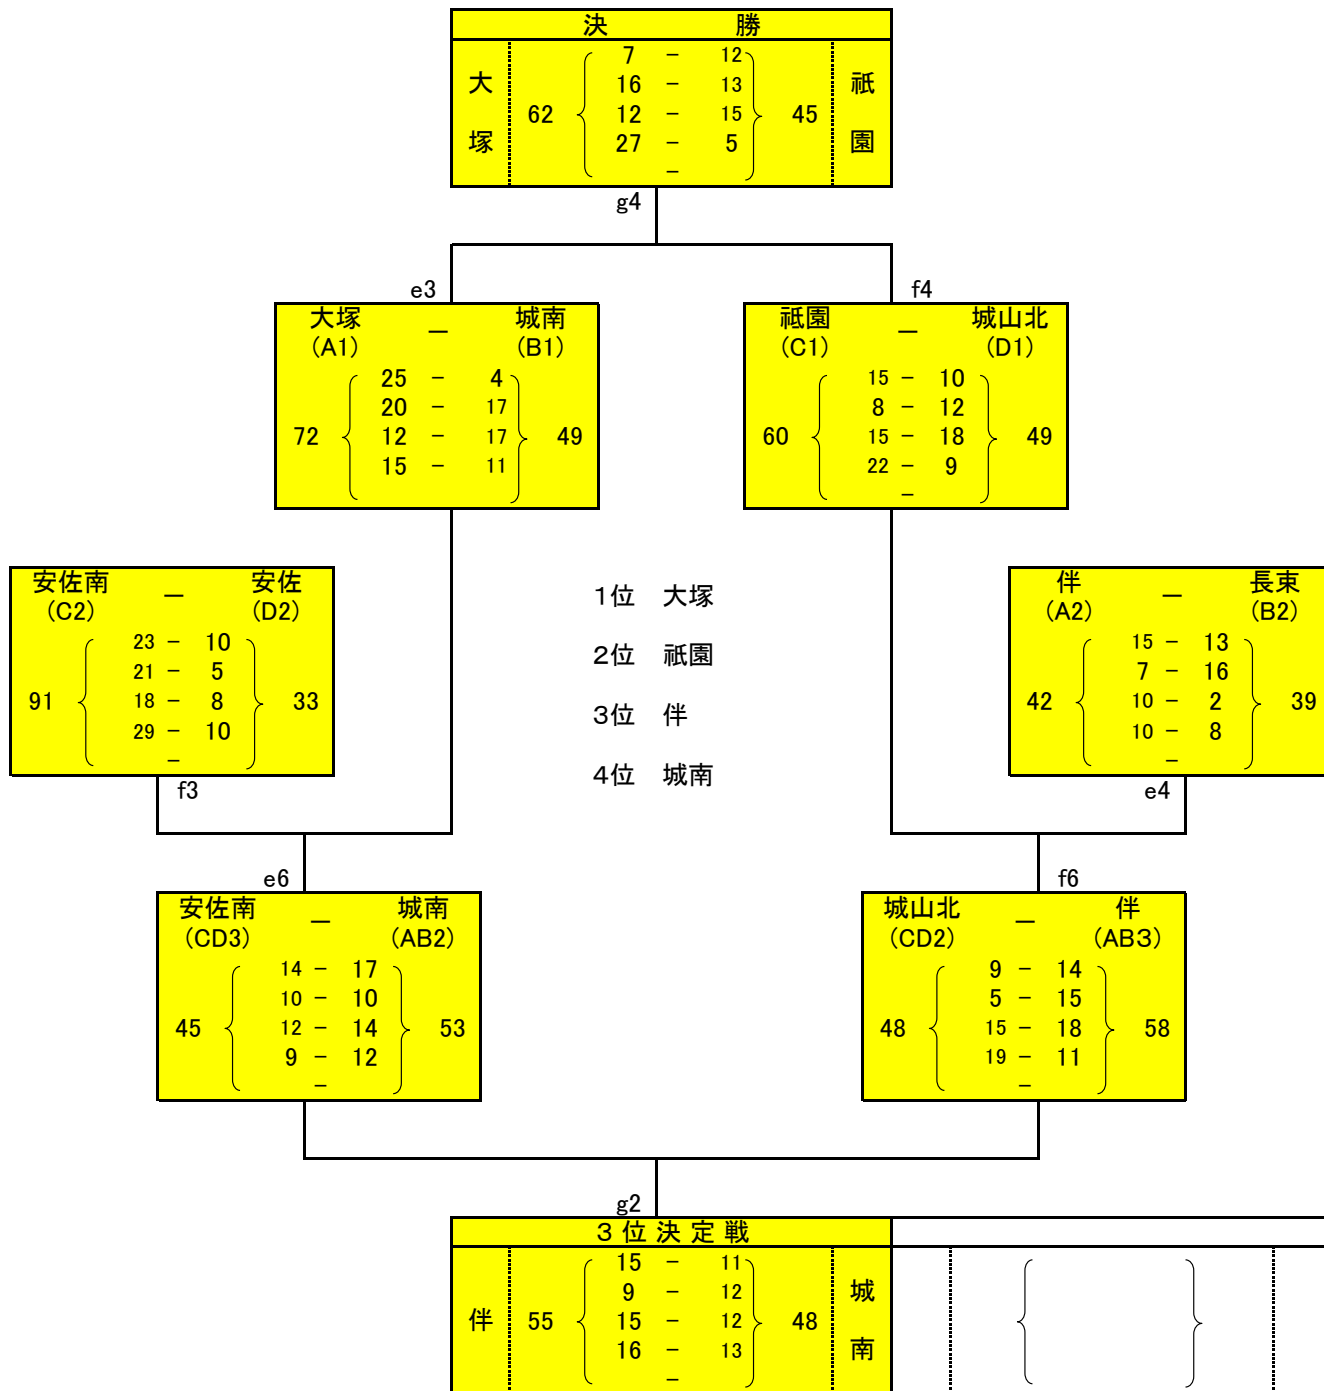 決　勝
7 － 12
大 16 － 13 祇
62 12 － 15 45
塚 27 － 5 園
－
g4
e3 f4
大塚 － 城南
(A1) (B1)
25 － 4
20 － 17
72 12 － 17 49
15 － 11
祗園 － 城山北
(C1) (D1)
15 － 10
8 － 12
60 15 － 18 49
22 － 9
－
安佐南 － 安佐
(C2) (D2)
23 － 10
21 － 5
91 18 － 8 33
29 － 10
－
f3
1位　大塚
2位　祇園
3位　伴
4位　城南
伴 － 長束
(A2) (B2)
15 － 13
7 － 16
42 10 － 2 39
10 － 8
－
e4
e6 f6
安佐南 － 城南
(CD3) (AB2)
14 － 17
10 － 10
45 12 － 14 53
9 － 12
－
城山北 － 伴
(CD2) (AB3)
9 － 14
5 － 15
48 15 － 18 58
19 － 11
－
g2
3位決定戦
15 － 11
9 － 12 城
伴 55 15 － 12 48
16 － 13 南
－